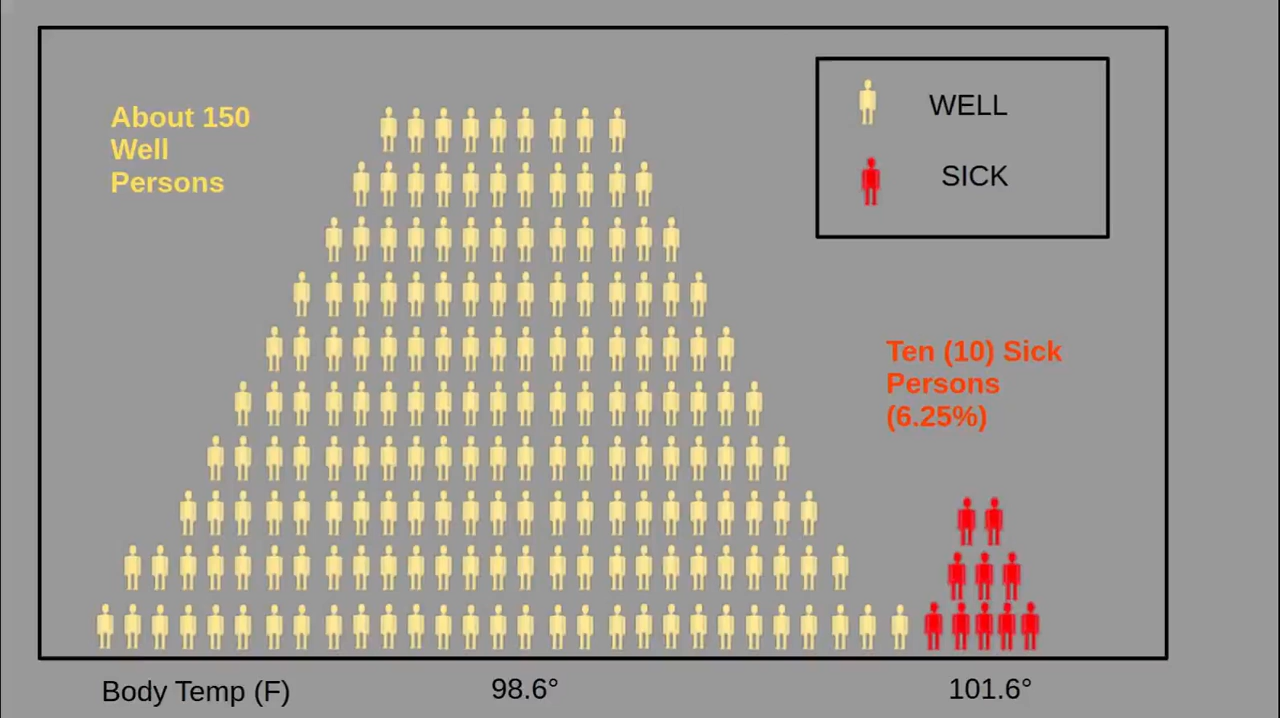 About 150
Well
Persons
WELL
SICK
Ten (10) Sick
Persons
(6.25%)
Body Temp (F)
98.6°
101.6°